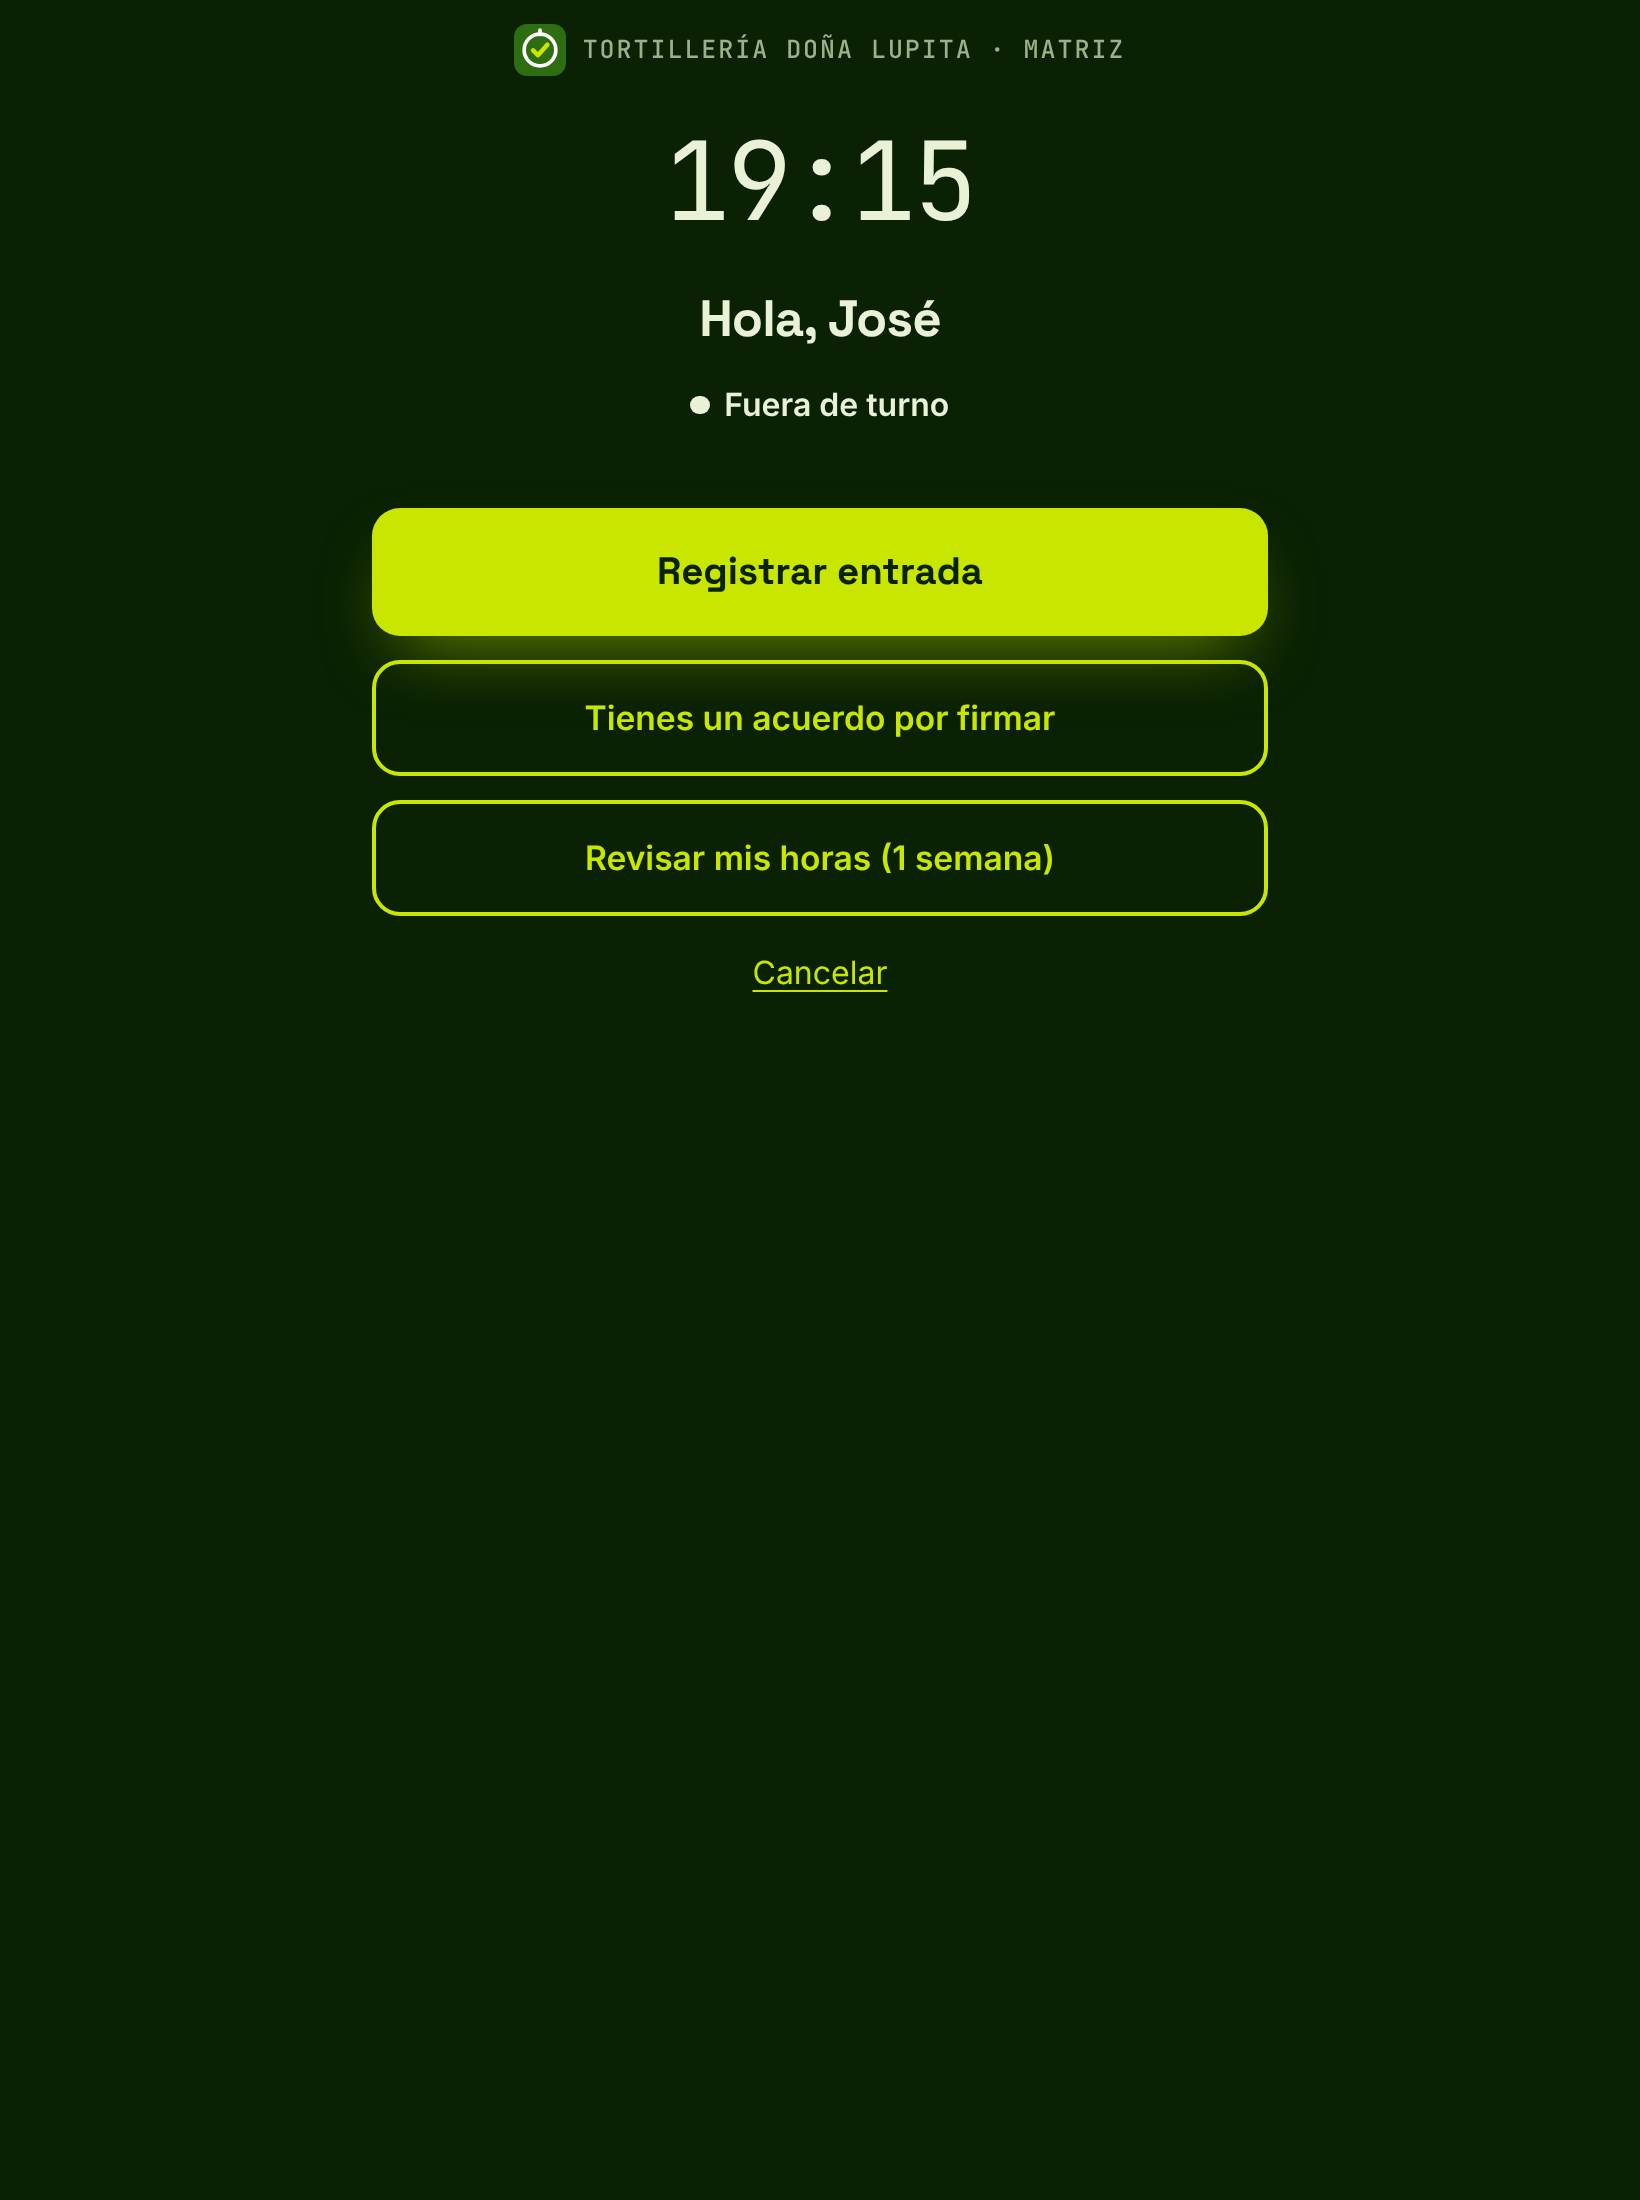 TORTILLERÍA DOÑA LUPITA · MATRIZ
19:15
Hola, José
Fuera de turno
Registrar entrada
Tienes un acuerdo por firmar
Revisar mis horas (1 semana)
Cancelar